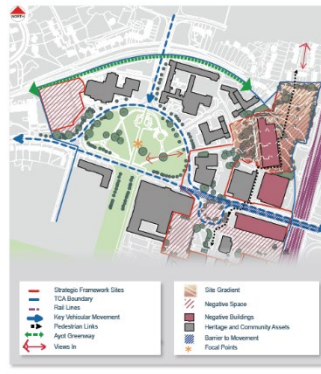 NORTH
Strategic Framework Sites
TCA Boundary
Rail Lines
Key Vehicular Movement
Pedestrian Links
Ayot Greenway
Views In
Site Gradient
Negative Space
Negative Buildings
Heritage and Community Assets
Barrier to Movement
Focal Points